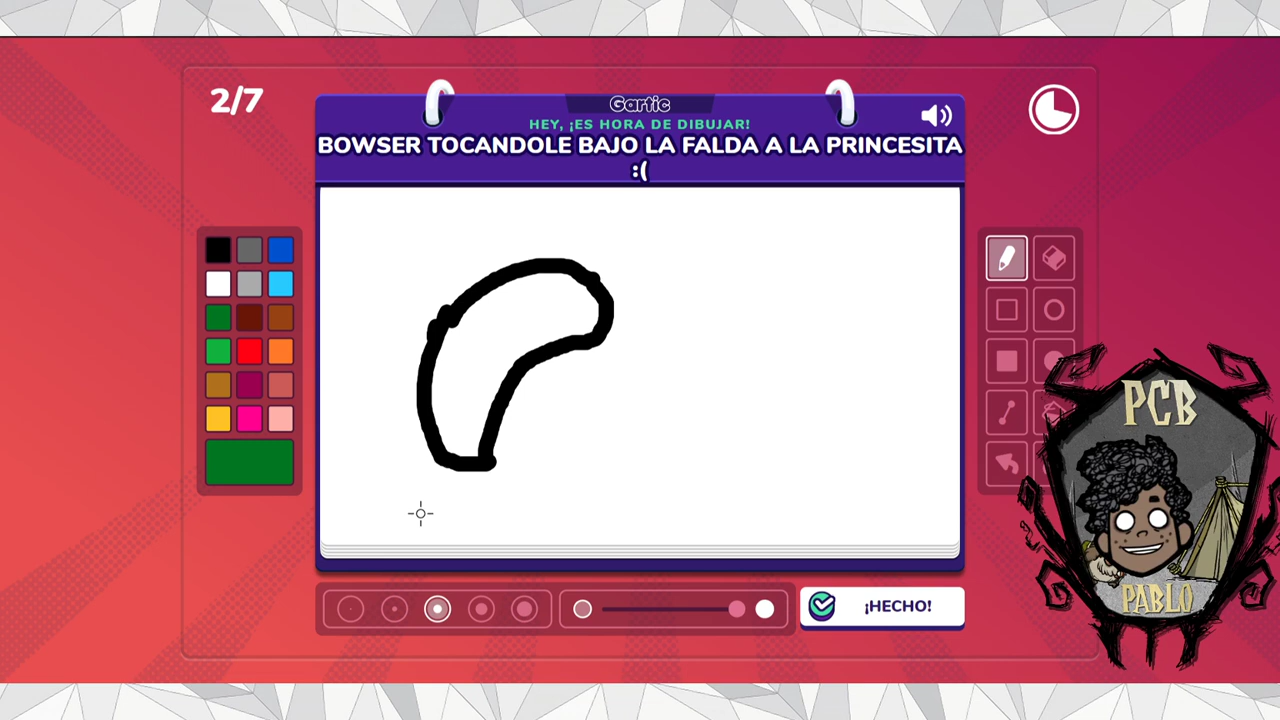 2/7
Gartic
HEY, ¡ES HORA DE DIBUJAR!
BOWSER TOCANDOLE BAJO LA FALDA A LA PRINCESITA
:(
PCB
PABLO
¡HECHO!